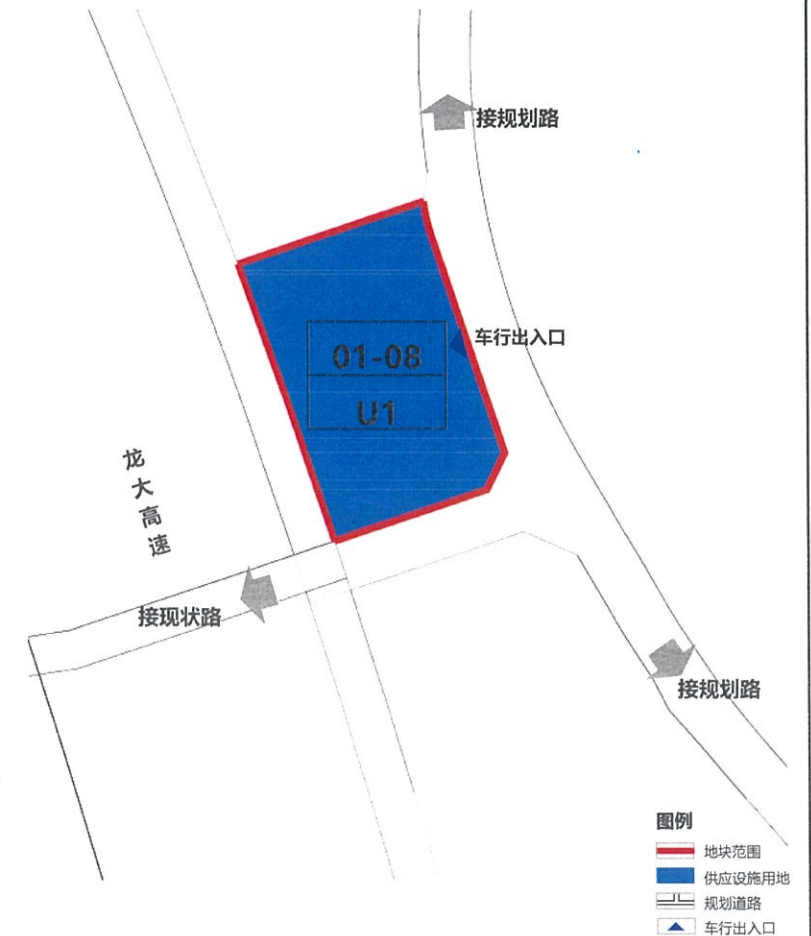 接规划路
车行出入口
01-08
U1
龙大高速
接现状路
接规划路
图例
地块范围
供应设施用地
规划道路
车行出入口